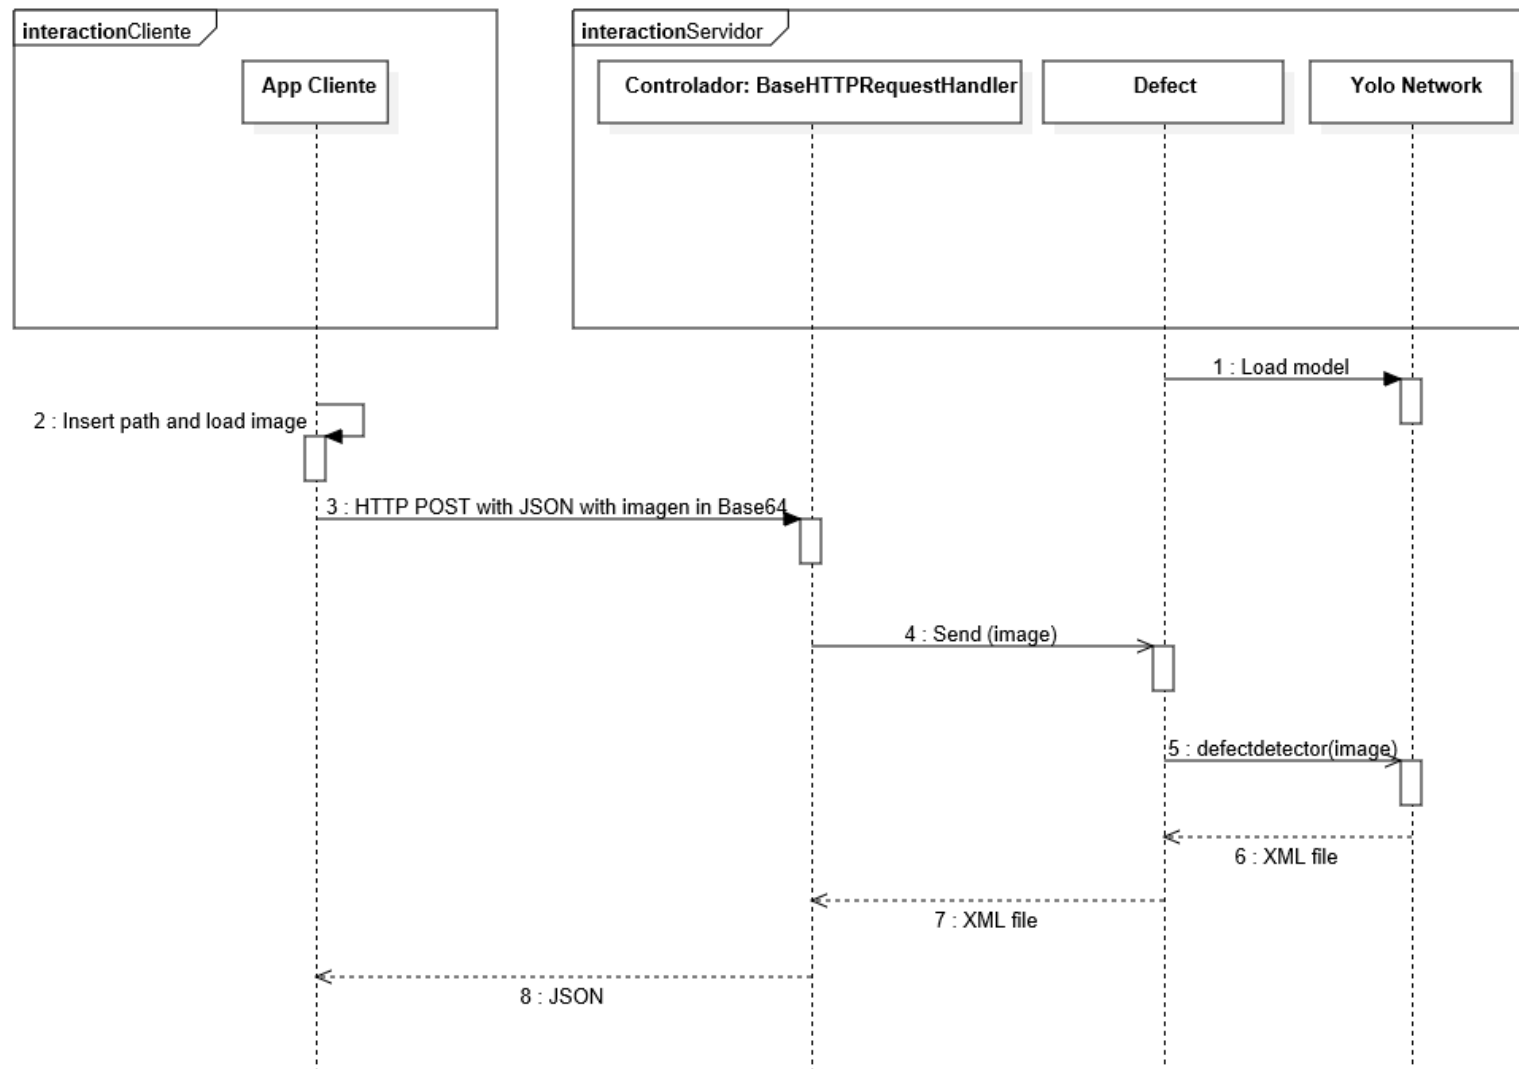 interactionCliente
interactionServidor
App Cliente
Controlador: BaseHTTPRequestHandler
Defect
Yolo Network
1 : Load model
2 : Insert path and load image
3 : HTTP POST with JSON with imagen in Base64
4 : Send (image)
5 : defectdetector(image)
6 : XML file
7 : XML file
8 : JSON